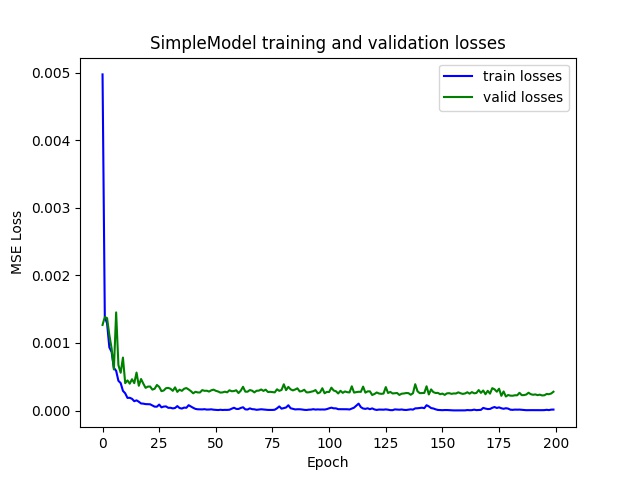 SimpleModel training and validation losses
train losses
valid losses
0.005
0.004
0.003
0.002
0.001
0.000
MSE Loss
0 25 50 75 100 125 150 175 200
Epoch